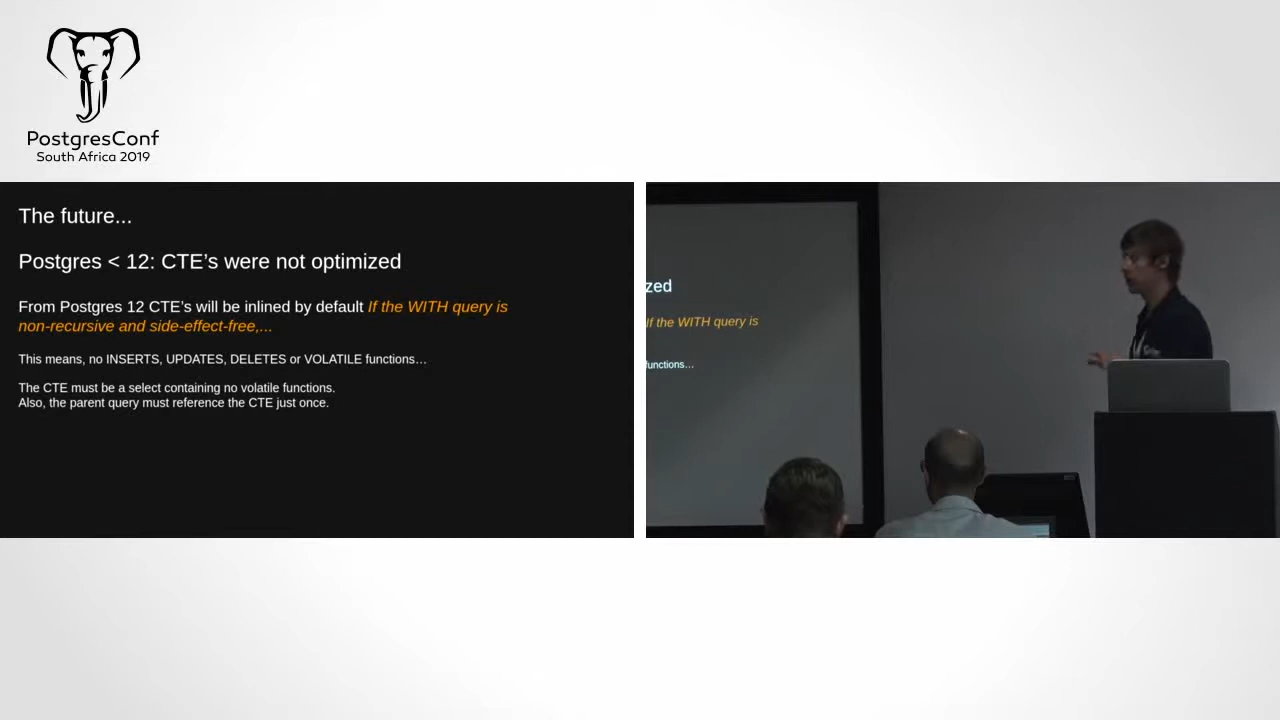 PostgresConf
South Africa 2019
The future...
Postgres < 12: CTE’s were not optimized
From Postgres 12 CTE’s will be inlined by default If the WITH query is
non-recursive and side-effect-free,...
This means, no INSERTS, UPDATES, DELETES or VOLATILE functions…
The CTE must be a select containing no volatile functions.
Also, the parent query must reference the CTE just once.
zed
If the WITH query is
functions…